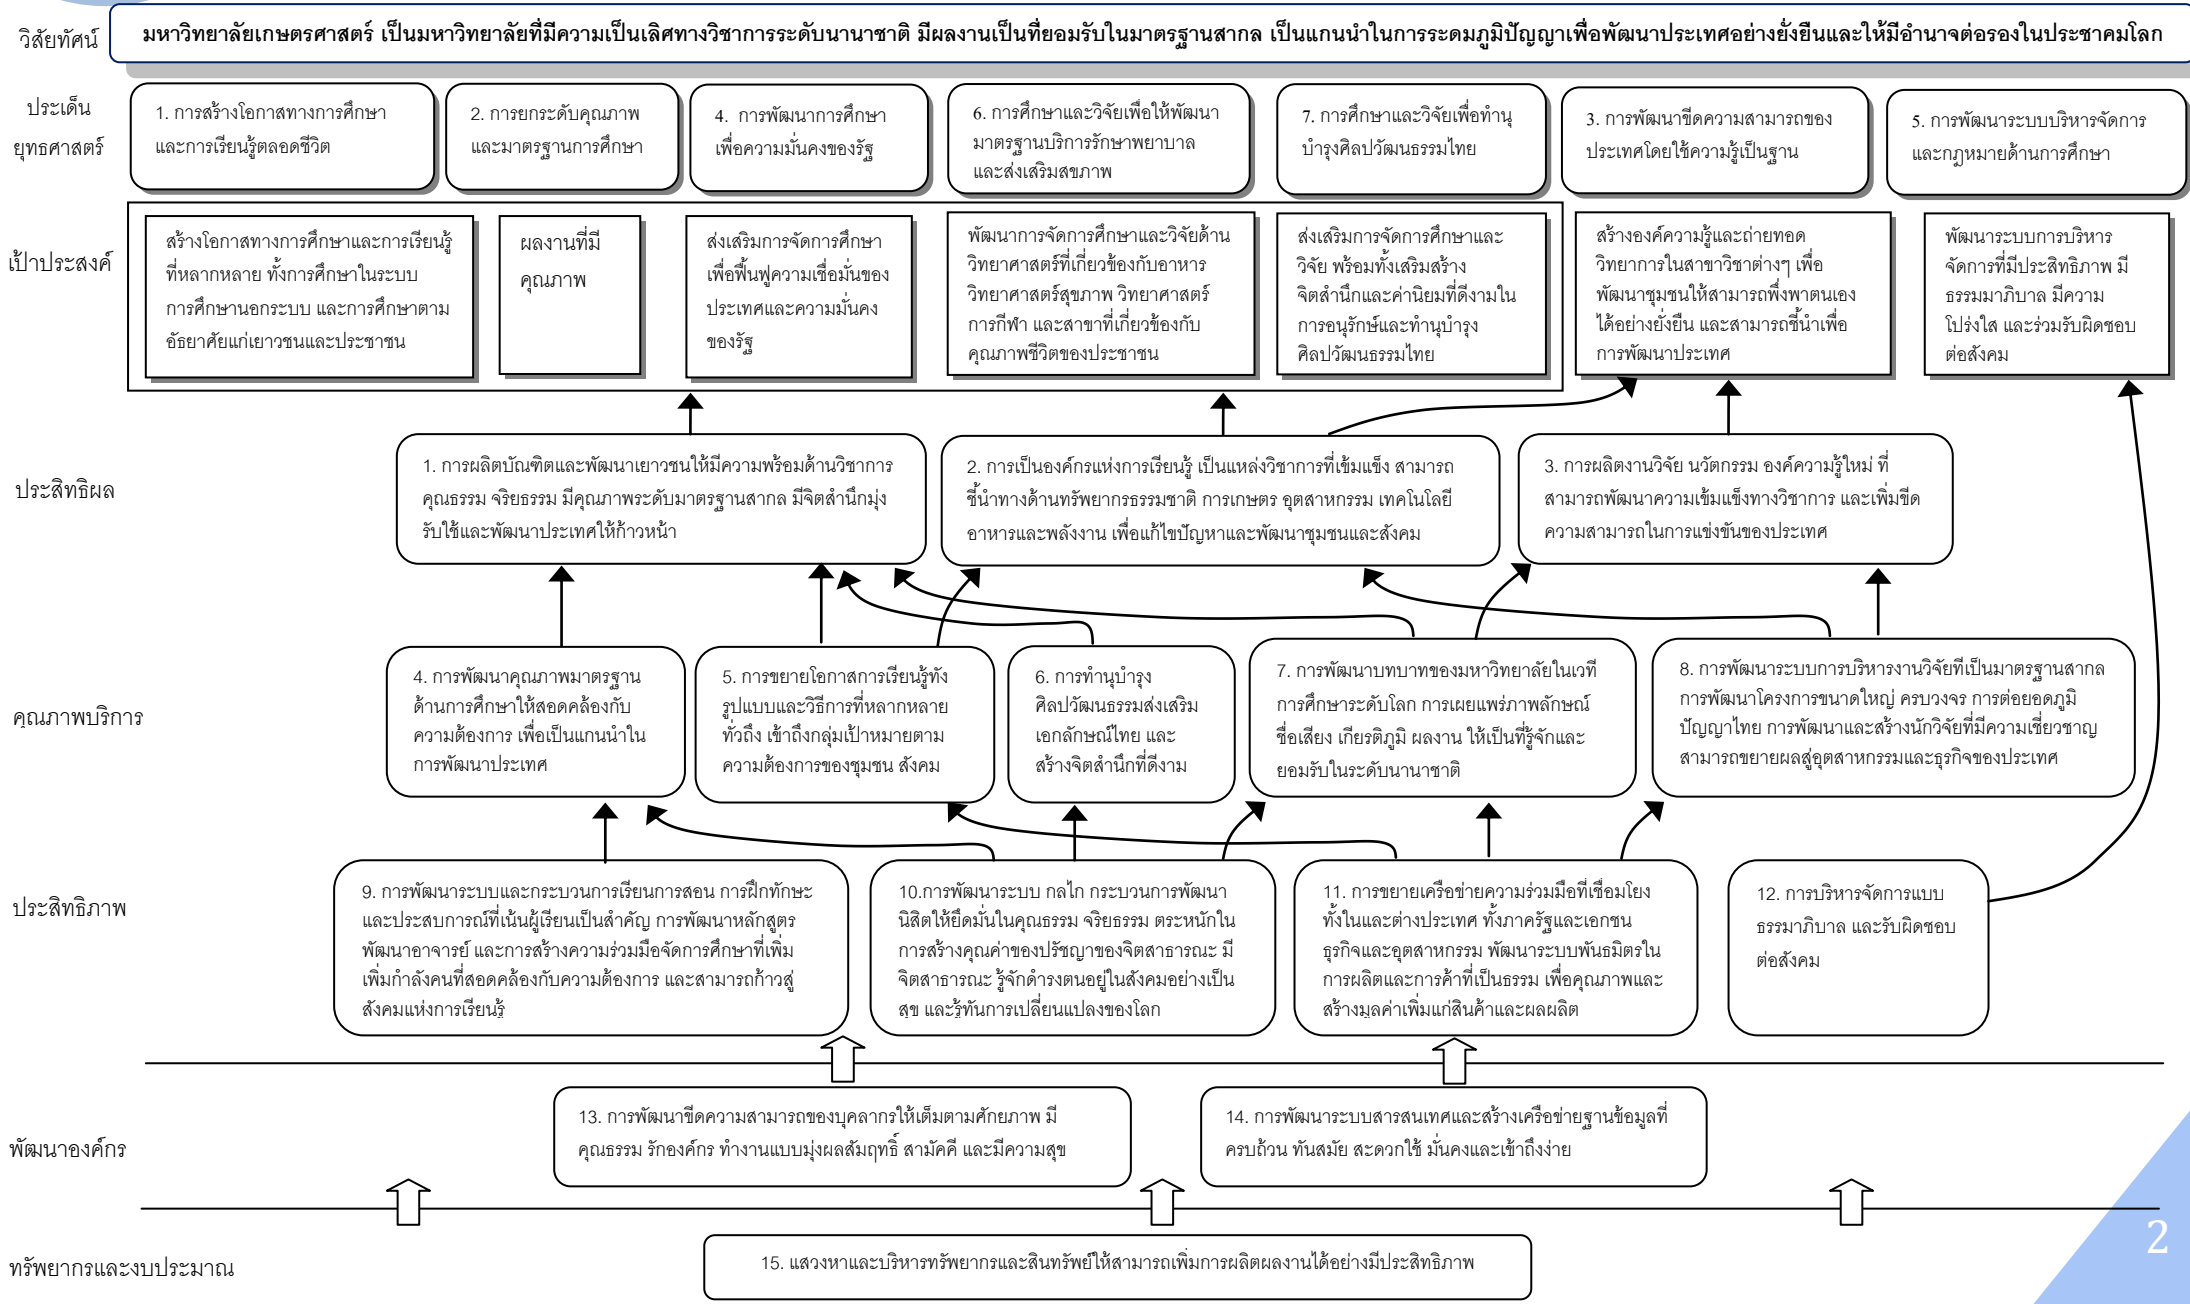 วิสัยทัศน์
มหาวิทยาลัยเกษตรศาสตร์ เป็นมหาวิทยาลัยที่มีความเป็นเลิศทางวิชาการระดับนานาชาติ มีผลงานเป็นที่ยอมรับในมาตรฐานสากล เป็นแกนนำในการระดมภูมิปัญญาเพื่อพัฒนาประเทศอย่างยั่งยืนและให้มีอำนาจต่อรองในประชาคมโลก
ประเด็น
ยุทธศาสตร์
1. การสร้างโอกาสทางการศึกษา
และการเรียนรู้ตลอดชีวิต
2. การยกระดับคุณภาพ
และมาตรฐานการศึกษา
4. การพัฒนาการศึกษา
เพื่อความมั่นคงของรัฐ
6. การศึกษาและวิจัยเพื่อให้พัฒนา
มาตรฐานบริการรักษาพยาบาล
และส่งเสริมสุขภาพ
7. การศึกษาและวิจัยเพื่อทำนุ
บำรุงศิลปวัฒนธรรมไทย
3. การพัฒนาขีดความสามารถของ
ประเทศโดยใช้ความรู้เป็นฐาน
5. การพัฒนาระบบบริหารจัดการ
และกฎหมายด้านการศึกษา
เป้าประสงค์
สร้างโอกาสทางการศึกษาและการเรียนรู้
ที่หลากหลาย ทั้งการศึกษาในระบบ
การศึกษานอกระบบ และการศึกษาตาม
อัธยาศัยแก่เยาวชนและประชาชน
ผลงานที่มี
คุณภาพ
ส่งเสริมการจัดการศึกษา
เพื่อฟื้นฟูความเชื่อมั่นของ
ประเทศและความมั่นคง
ของรัฐ
พัฒนาการจัดการศึกษาและวิจัยด้าน
วิทยาศาสตร์ที่เกี่ยวข้องกับอาหาร
วิทยาศาสตร์สุขภาพ วิทยาศาสตร์
การกีฬา และสาขาที่เกี่ยวข้องกับ
คุณภาพชีวิตของประชาชน
ส่งเสริมการจัดการศึกษาและ
วิจัย พร้อมทั้งเสริมสร้าง
จิตสำนึกและค่านิยมที่ดีงามใน
การอนุรักษ์และทำนุบำรุง
ศิลปวัฒนธรรมไทย
สร้างองค์ความรู้และถ่ายทอด
วิทยาการในสาขาวิชาต่างๆ เพื่อ
พัฒนาชุมชนให้สามารถพึ่งพาตนเอง
ได้อย่างยั่งยืน และสามารถชี้นำเพื่อ
การพัฒนาประเทศ
พัฒนาระบบการบริหาร
จัดการที่มีประสิทธิภาพ มี
ธรรมมาภิบาล มีความ
โปร่งใส และร่วมรับผิดชอบ
ต่อสังคม
ประสิทธิผล
1. การผลิตบัณฑิตและพัฒนาเยาวชนให้มีความพร้อมด้านวิชาการ
คุณธรรม จริยธรรม มีคุณภาพระดับมาตรฐานสากล มีจิตสำนึกมุ่ง
รับใช้และพัฒนาประเทศให้ก้าวหน้า
2. การเป็นองค์กรแห่งการเรียนรู้ เป็นแหล่งวิชาการที่เข้มแข็ง สามารถ
ชี้นำทางด้านทรัพยากรธรรมชาติ การเกษตร อุตสาหกรรม เทคโนโลยี
อาหารและพลังงาน เพื่อแก้ไขปัญหาและพัฒนาชุมชนและสังคม
3. การผลิตงานวิจัย นวัตกรรม องค์ความรู้ใหม่ ที่
สามารถพัฒนาความเข้มแข็งทางวิชาการ และเพิ่มขีด
ความสามารถในการแข่งขันของประเทศ
คุณภาพบริการ
4. การพัฒนาคุณภาพมาตรฐาน
ด้านการศึกษาให้สอดคล้องกับ
ความต้องการ เพื่อเป็นแกนนำใน
การพัฒนาประเทศ
5. การขยายโอกาสการเรียนรู้ทั้ง
รูปแบบและวิธีการที่หลากหลาย
ทั่วถึง เข้าถึงกลุ่มเป้าหมายตาม
ความต้องการของชุมชน สังคม
6. การทำนุบำรุง
ศิลปวัฒนธรรมส่งเสริม
เอกลักษณ์ไทย และ
สร้างจิตสำนึกที่ดีงาม
7. การพัฒนาบทบาทของมหาวิทยาลัยในเวที
การศึกษาระดับโลก การเผยแพร่ภาพลักษณ์
ชื่อเสียง เกียรติภูมิ ผลงาน ให้เป็นที่รู้จักและ
ยอมรับในระดับนานาชาติ
8. การพัฒนาระบบการบริหารงานวิจัยที่เป็นมาตรฐานสากล
การพัฒนาโครงการขนาดใหญ่ ครบวงจร การต่อยอดภูมิ
ปัญญาไทย การพัฒนาและสร้างนักวิจัยที่มีความเชี่ยวชาญ
สามารถขยายผลสู่อุตสาหกรรมและธุรกิจของประเทศ
ประสิทธิภาพ
9. การพัฒนาระบบและกระบวนการเรียนการสอน การฝึกทักษะ
และประสบการณ์ที่เน้นผู้เรียนเป็นสำคัญ การพัฒนาหลักสูตร
พัฒนาอาจารย์ และการสร้างความร่วมมือจัดการศึกษาที่เพิ่ม
เพิ่มกำลังคนที่สอดคล้องกับความต้องการ และสามารถก้าวสู่
สังคมแห่งการเรียนรู้
10.การพัฒนาระบบ กลไก กระบวนการพัฒนา
นิสิตให้ยึดมั่นในคุณธรรม จริยธรรม ตระหนักใน
การสร้างคุณค่าของปรัชญาของจิตสาธารณะ มี
จิตสาธารณะ รู้จักดำรงตนอยู่ในสังคมอย่างเป็น
สุข และรู้ทันการเปลี่ยนแปลงของโลก
11. การขยายเครือข่ายความร่วมมือที่เชื่อมโยง
ทั้งในและต่างประเทศ ทั้งภาครัฐและเอกชน
ธุรกิจและอุตสาหกรรม พัฒนาระบบพันธมิตรใน
การผลิตและการค้าที่เป็นธรรม เพื่อคุณภาพและ
สร้างมูลค่าเพิ่มแก่สินค้าและผลผลิต
12. การบริหารจัดการแบบ
ธรรมาภิบาล และรับผิดชอบ
ต่อสังคม
พัฒนาองค์กร
13. การพัฒนาขีดความสามารถของบุคลากรให้เต็มตามศักยภาพ มี
คุณธรรม รักองค์กร ทำงานแบบมุ่งผลสัมฤทธิ์ สามัคคี และมีความสุข
14. การพัฒนาระบบสารสนเทศและสร้างเครือข่ายฐานข้อมูลที่
ครบถ้วน ทันสมัย สะดวกใช้ มั่นคงและเข้าถึงง่าย
ทรัพยากรและงบประมาณ
15. แสวงหาและบริหารทรัพยากรและสินทรัพย์ให้สามารถเพิ่มการผลิตผลงานได้อย่างมีประสิทธิภาพ
2